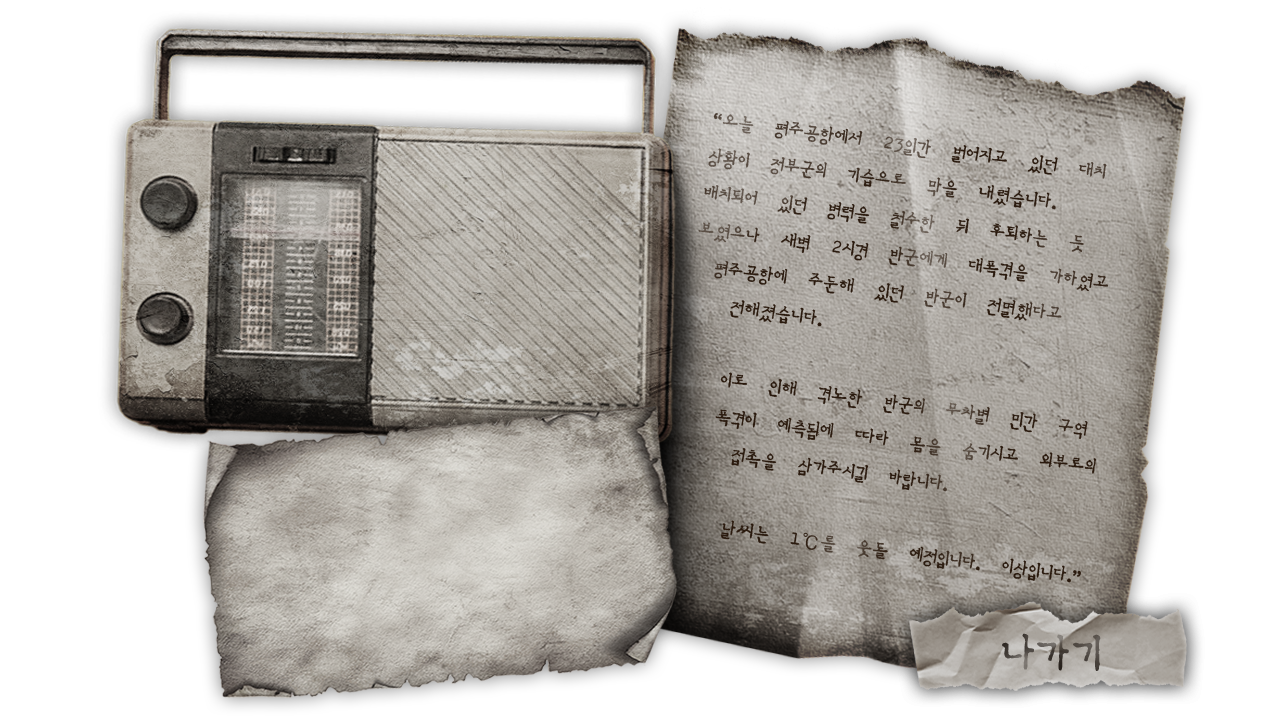 “오늘 평주공항에서 23일간 벌어지고 있던 대치
상황이 정부군의 기습으로 막을 내렸습니다.
배치되어 있던 병력을 철수한 뒤 후퇴하는 듯
보였으나 새벽 2시경 반군에게 대폭격을 가하였고
평주공항에 주둔해 있던 반군이 전멸했다고
전해졌습니다.
이로 인해 격노한 반군의 무차별 민간 구역
폭격이 예측됨에 따라 몸을 숨기시고 외부로의
접촉을 삼가주시길 바랍니다.
날씨는 1℃를 웃돌 예정입니다. 이상입니다.”
나가기